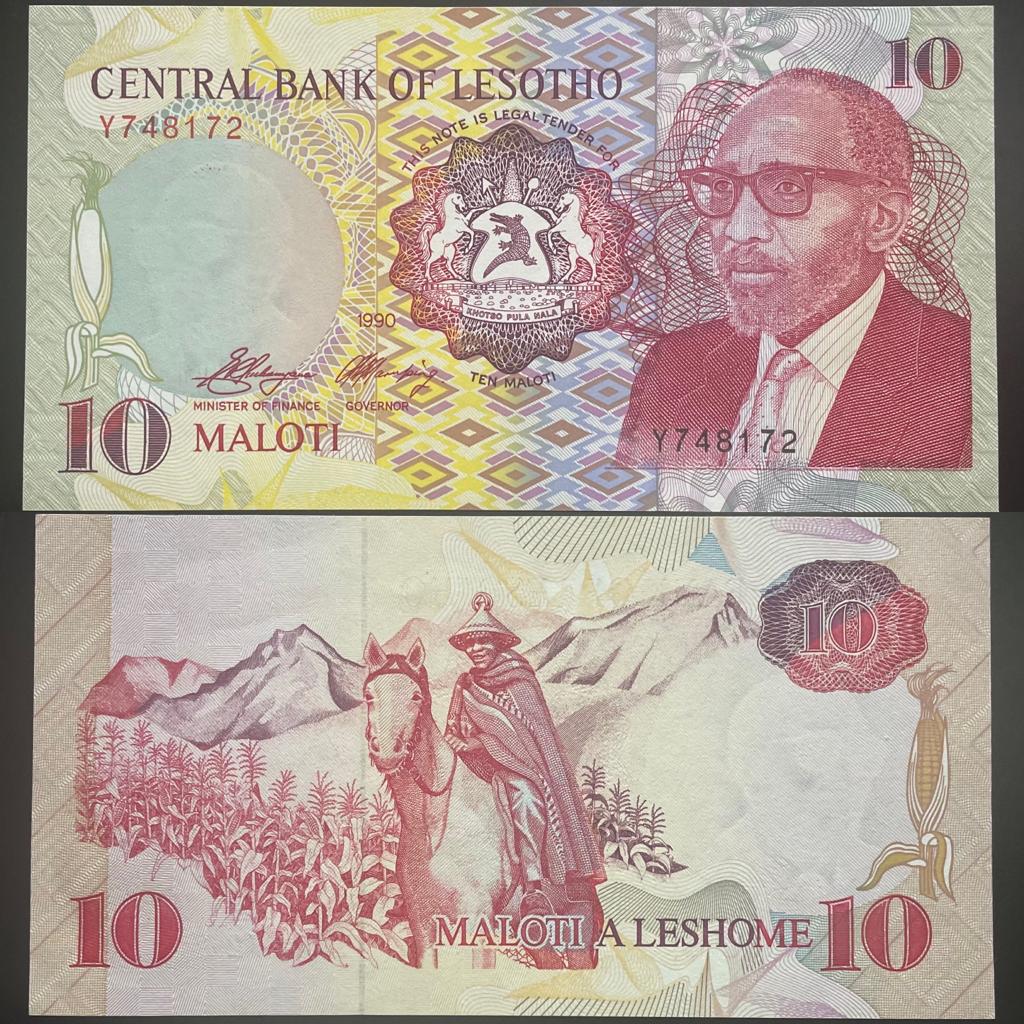 CENTRAL BANK OF LESOTHO
10
Y748172
THIS NOTE IS LEGAL TENDER FOR
KHOTSO PULA NALA
TEN MALOTI
1990
MINISTER OF FINANCE GOVERNOR
10 MALOTI
Y748172
10
10 MALOTI A LESHOME 10